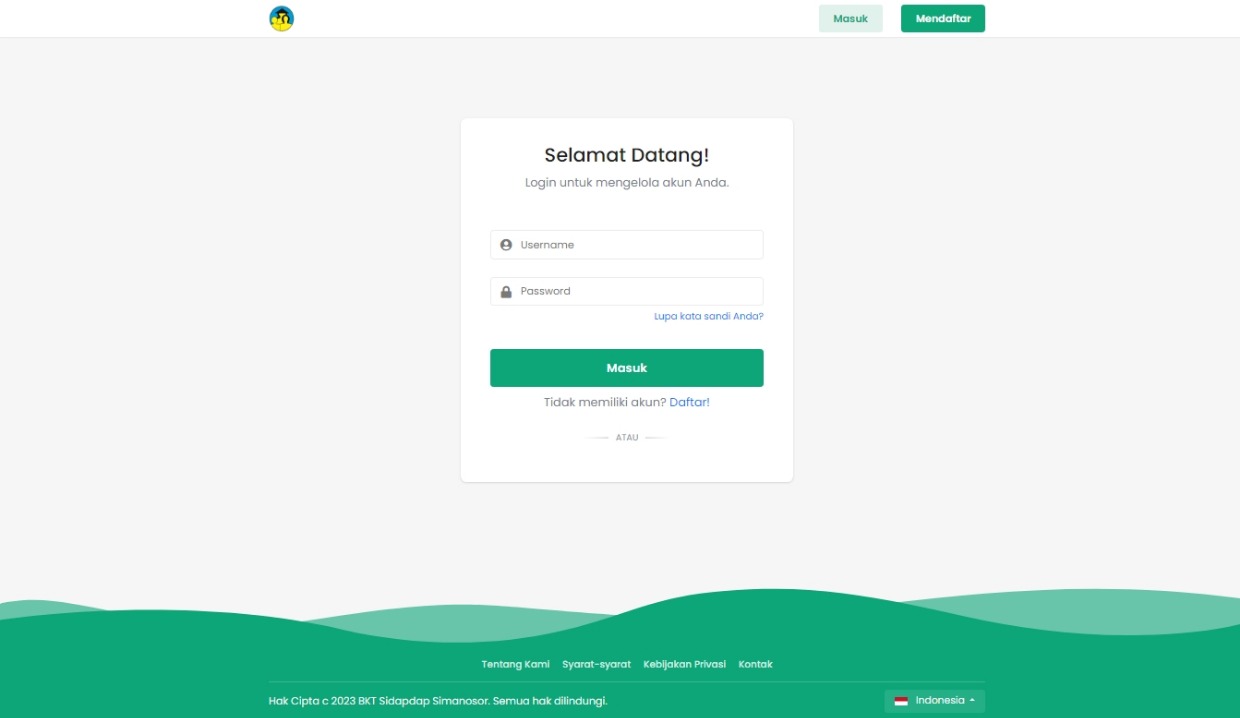 Masuk
Mendaftar
Selamat Datang!
Login untuk mengelola akun Anda.
Username
Password
Lupa kata sandi Anda?
Masuk
Tidak memiliki akun? Daftar!
ATAU
Tentang Kami Syarat-syarat Kebijakan Privasi Kontak
Hak Cipta c 2023 BKT Sidapdap Simanosor. Semua hak dilindungi.
Indonesia